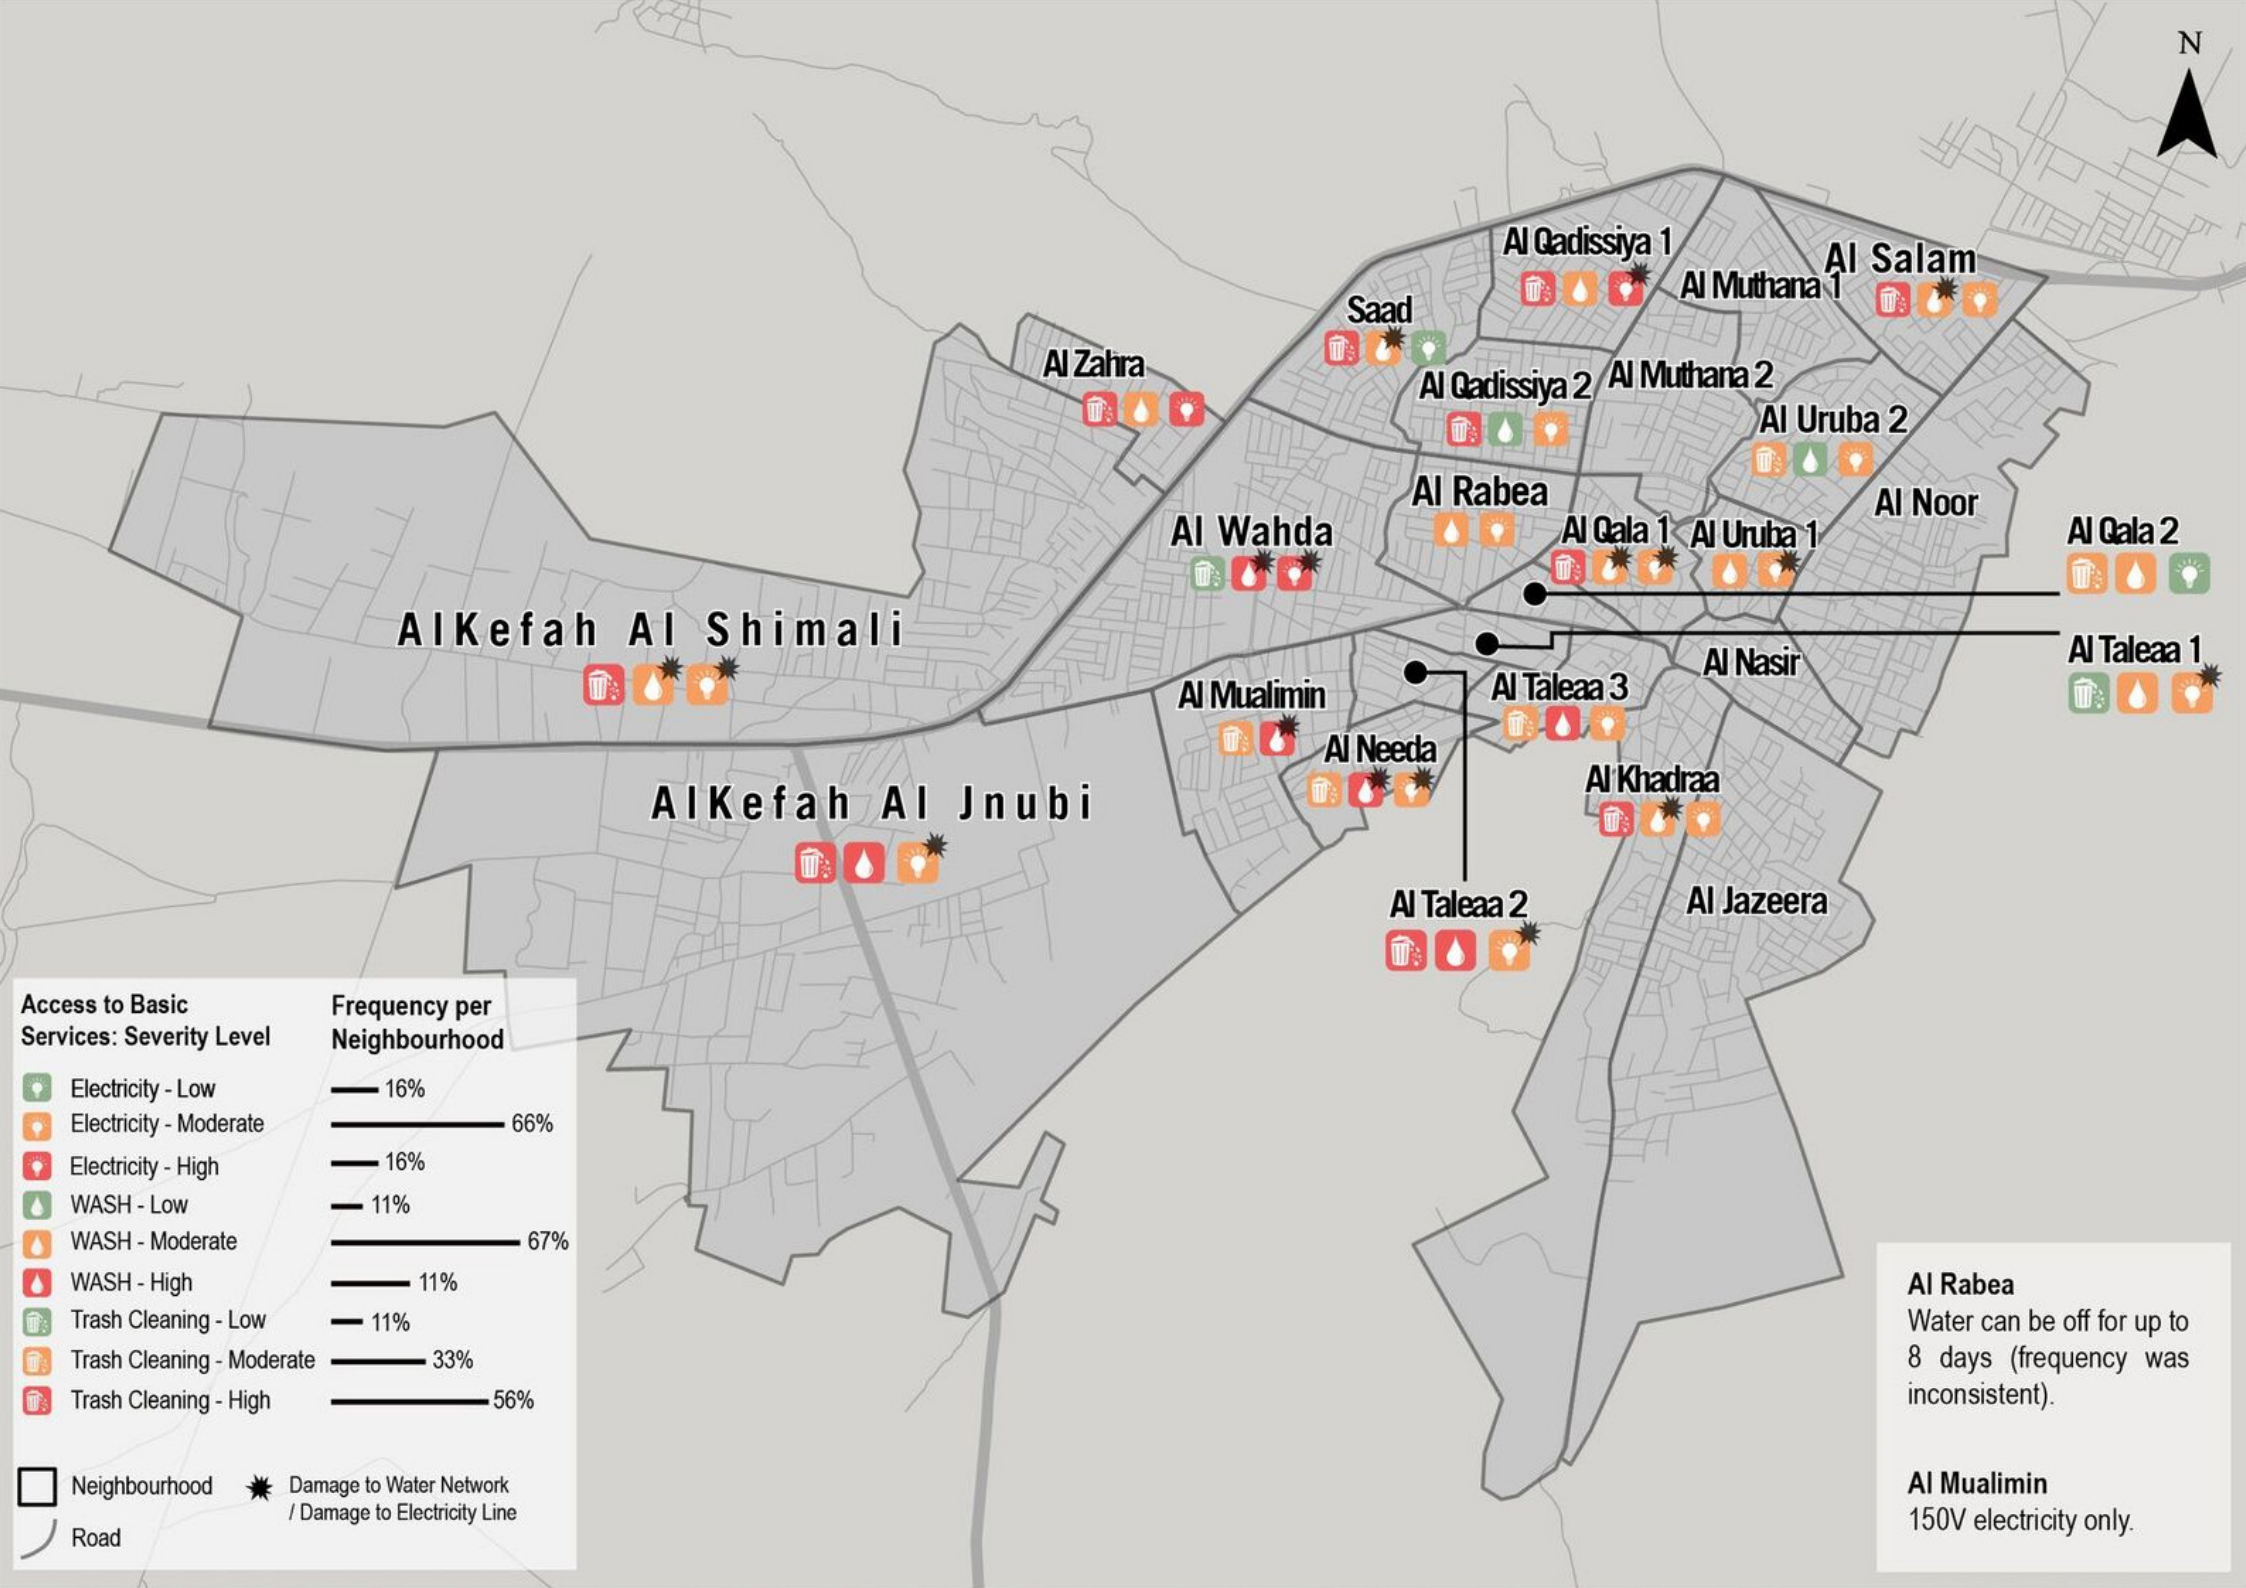 N
Al Qadissiya 1
Al Salam
Al Muthana 1
Saad
Al Zahra
Al Qadissiya 2
Al Muthana 2
Al Uruba 2
Al Rabea
Al Noor
Al Wahda
Al Qala 1
Al Uruba 1
Al Qala 2
AlKefah Al Shimali
Al Nasir
Al Taleaa 1
Al Mualimin
Al Taleaa 3
Al Needa
Al Khadraa
AlKefah Al Jnubi
Al Taleaa 2
Al Jazeera
Access to Basic
Services: Severity Level
Frequency per
Neighbourhood
Electricity - Low 16%
Electricity - Moderate 66%
Electricity - High 16%
WASH - Low 11%
WASH - Moderate 67%
WASH - High 11%
Trash Cleaning - Low 11%
Trash Cleaning - Moderate 33%
Trash Cleaning - High 56%
Neighbourhood
Road
Damage to Water Network
/ Damage to Electricity Line
Al Rabea
Water can be off for up to
8 days (frequency was
inconsistent).
Al Mualimin
150V electricity only.